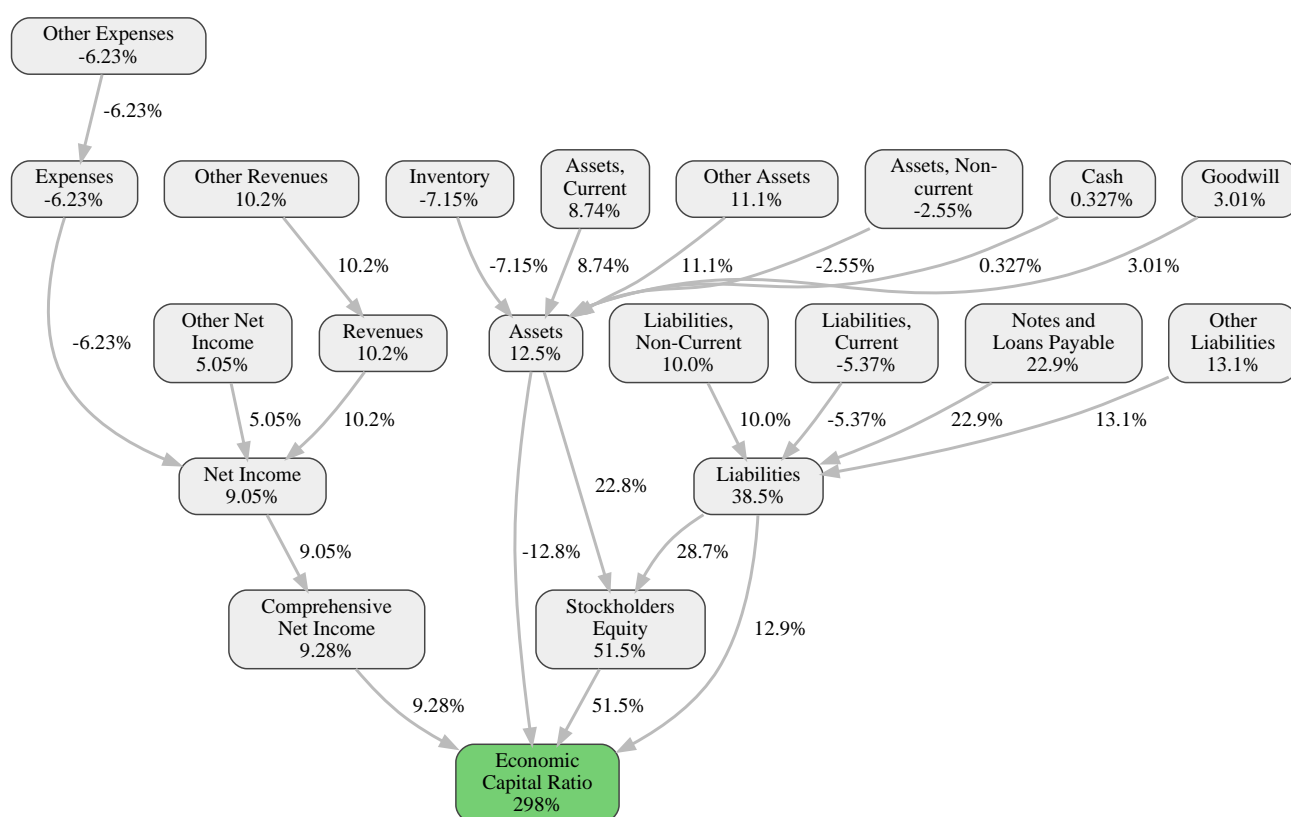 Other Expenses
-6.23%
-6.23%
Expenses
-6.23%
Other Revenues
10.2%
Inventory
-7.15%
Assets,
Current
8.74%
Other Assets
11.1%
Assets, Non-
current
-2.55%
Cash
0.327%
Goodwill
3.01%
10.2%
-7.15%
8.74%
11.1%
-2.55%
0.327%
3.01%
-6.23%
Other Net
Income
5.05%
Revenues
10.2%
Assets
12.5%
Liabilities,
Non-Current
10.0%
Liabilities,
Current
-5.37%
Notes and
Loans Payable
22.9%
Other
Liabilities
13.1%
5.05%
10.2%
10.0%
-5.37%
22.9%
13.1%
Net Income
9.05%
22.8%
Liabilities
38.5%
9.05%
-12.8%
28.7%
Comprehensive
Net Income
9.28%
Stockholders
Equity
51.5%
12.9%
9.28%
51.5%
Economic
Capital Ratio
298%